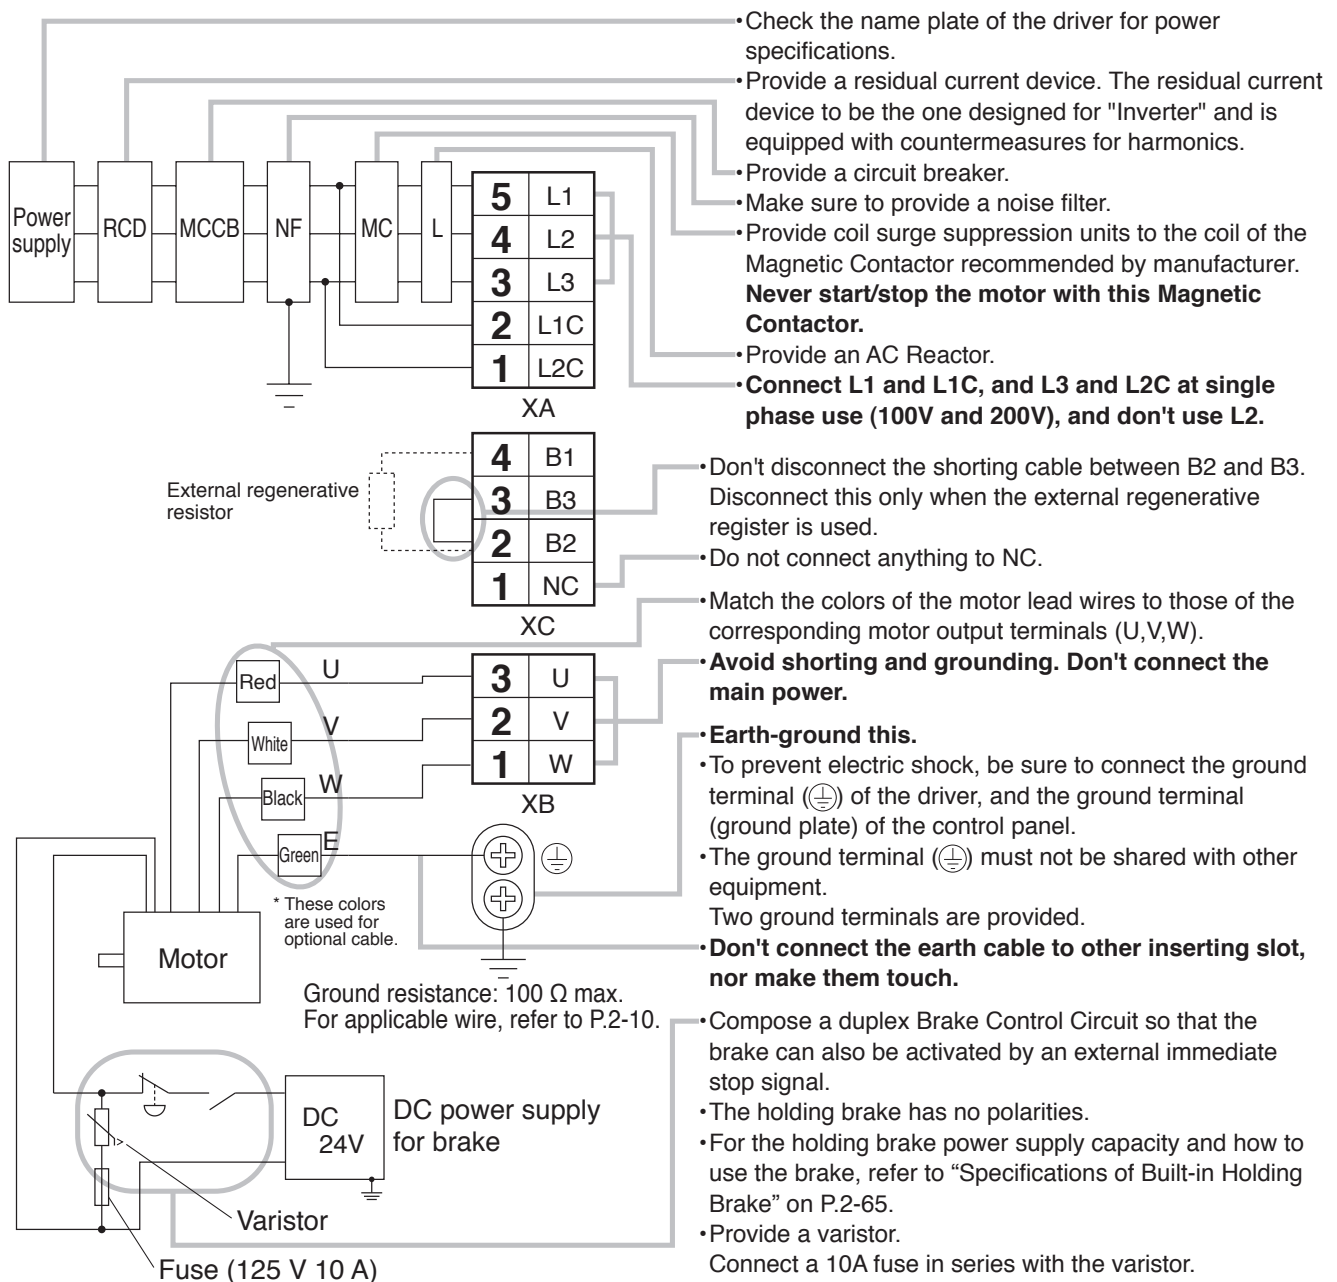 ·Check the name plate of the driver for power
specifications.
·Provide a residual current device. The residual current
device to be the one designed for "Inverter" and is
equipped with countermeasures for harmonics.
·Provide a circuit breaker.
·Make sure to provide a noise filter.
·Provide coil surge suppression units to the coil of the
Magnetic Contactor recommended by manufacturer.
Never start/stop the motor with this Magnetic
Contactor.
·Provide an AC Reactor.
·Connect L1 and L1C, and L3 and L2C at single
phase use (100V and 200V), and don't use L2.
Power
supply
RCD
MCCB
NF
MC
L
5 L1
4 L2
3 L3
2 L1C
1 L2C
XA
External regenerative
resistor
4 B1
3 B3
2 B2
1 NC
XC
·Don't disconnect the shorting cable between B2 and B3.
Disconnect this only when the external regenerative
register is used.
·Do not connect anything to NC.
·Match the colors of the motor lead wires to those of the
corresponding motor output terminals (U,V,W).
·Avoid shorting and grounding. Don't connect the
main power.
Red U
White V
Black W
Green E
3 U
2 V
1 W
XB
* These colors
are used for
optional cable.
Motor
Ground resistance: 100 Ω max.
For applicable wire, refer to P.2-10.
·Earth-ground this.
·To prevent electric shock, be sure to connect the ground
terminal (⏚) of the driver, and the ground terminal
(ground plate) of the control panel.
·The ground terminal (⏚) must not be shared with other
equipment.
Two ground terminals are provided.
·Don't connect the earth cable to other inserting slot,
nor make them touch.
·Compose a duplex Brake Control Circuit so that the
brake can also be activated by an external immediate
stop signal.
·The holding brake has no polarities.
·For the holding brake power supply capacity and how to
use the brake, refer to “Specifications of Built-in Holding
Brake” on P.2-65.
·Provide a varistor.
Connect a 10A fuse in series with the varistor.
DC
24V
DC power supply
for brake
Varistor
Fuse (125 V 10 A)